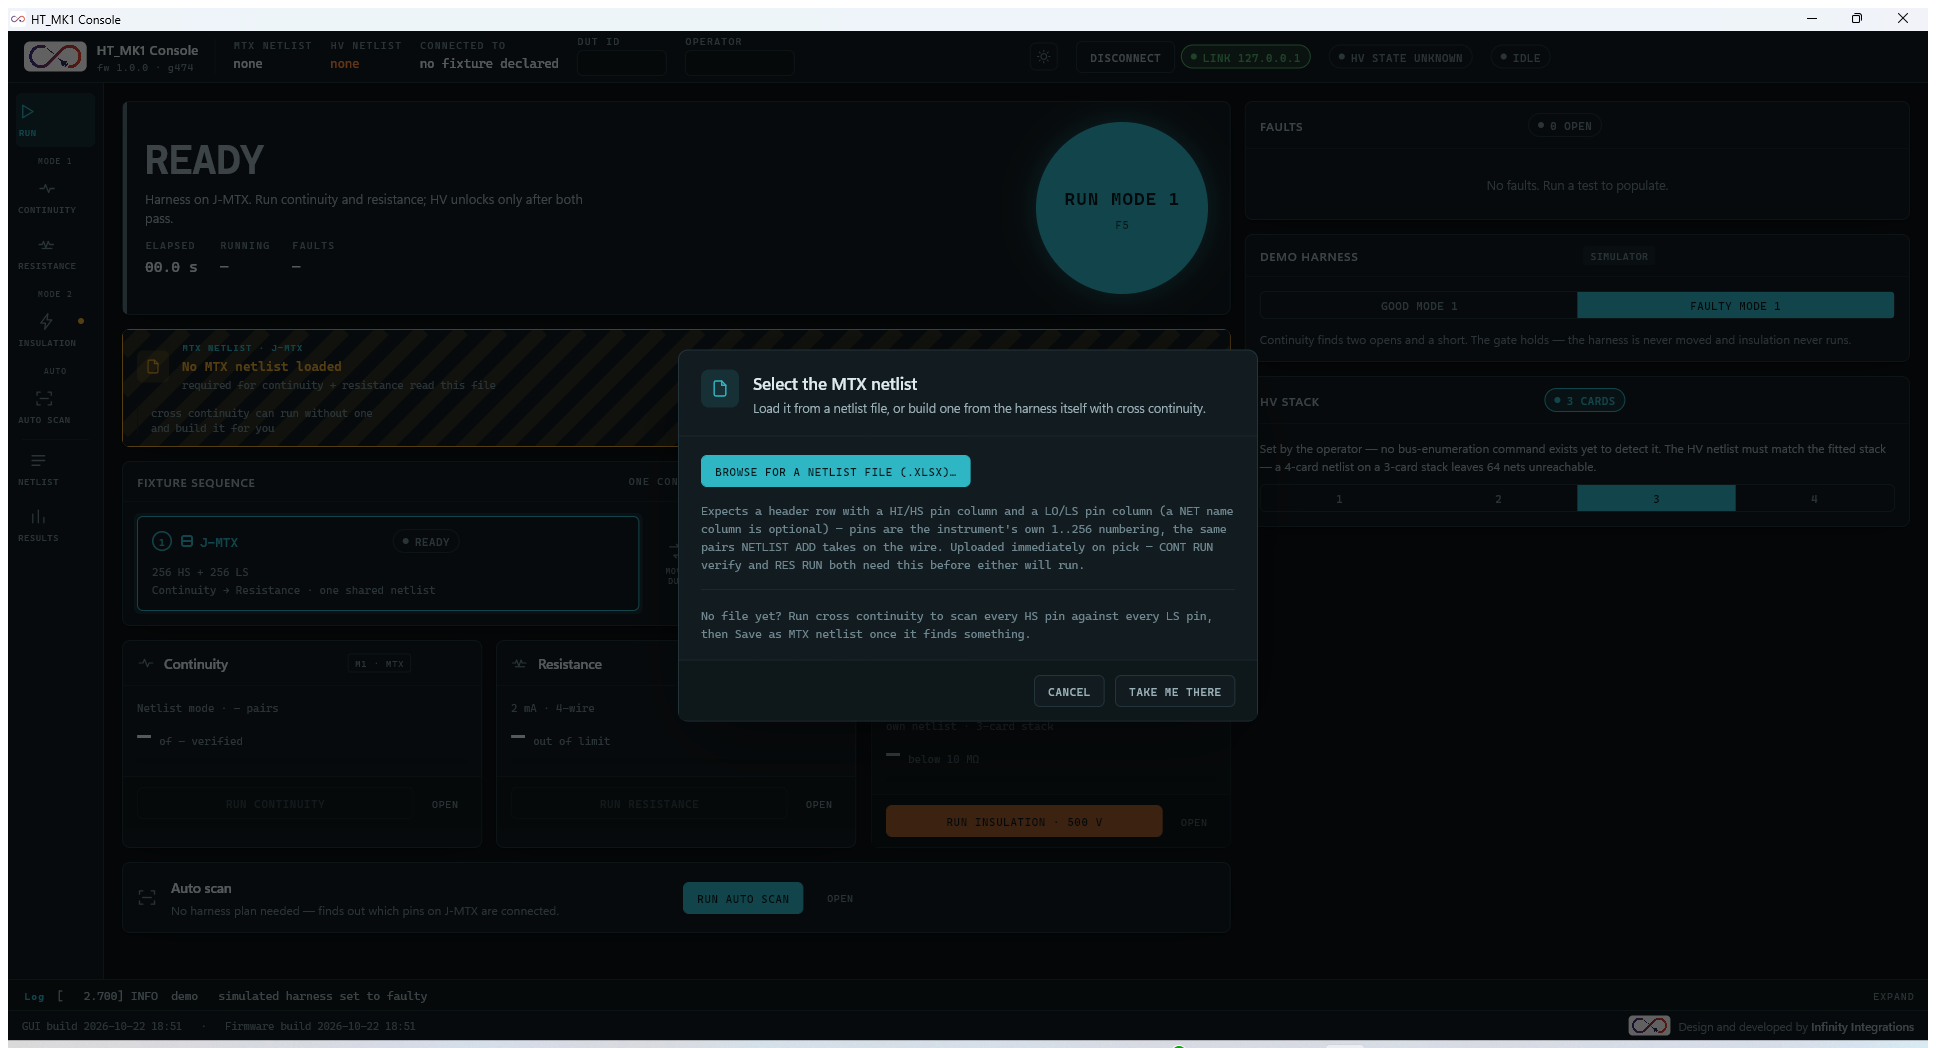 HT_MK1 Console
HT_MK1 Console
fw 1.0.0 · g474
MTX NETLIST
none
HV NETLIST
none
CONNECTED TO
no fixture declared
DUT ID
OPERATOR
DISCONNECT
LINK 127.0.0.1
HV STATE UNKNOWN
IDLE
RUN
MODE 1
CONTINUITY
RESISTANCE
MODE 2
INSULATION
AUTO
AUTO SCAN
NETLIST
RESULTS
READY
Harness on J-MTX. Run continuity and resistance; HV unlocks only after both
pass.
ELAPSED
00.0 s
RUNNING
—
FAULTS
—
RUN MODE 1
F5
MTX NETLIST · J-MTX
No MTX netlist loaded
required for continuity + resistance read this file
cross continuity can run without one
and build it for you
FIXTURE SEQUENCE
ONE CON
1
J-MTX
READY
256 HS + 256 LS
Continuity → Resistance · one shared netlist
Continuity
M1 · MTX
Netlist mode · — pairs
— of — verified
RUN CONTINUITY
OPEN
Resistance
2 mA · 4-wire
— out of limit
RUN RESISTANCE
OPEN
own netlist · 3-card stack
— below 10 MΩ
RUN INSULATION · 500 V
OPEN
Auto scan
No harness plan needed — finds out which pins on J-MTX are connected.
RUN AUTO SCAN
OPEN
FAULTS
0 OPEN
No faults. Run a test to populate.
DEMO HARNESS
SIMULATOR
GOOD MODE 1
FAULTY MODE 1
Continuity finds two opens and a short. The gate holds — the harness is never moved and insulation never runs.
HV STACK
3 CARDS
Set by the operator — no bus-enumeration command exists yet to detect it. The HV netlist must match the fitted stack
— a 4-card netlist on a 3-card stack leaves 64 nets unreachable.
1
2
3
4
Select the MTX netlist
Load it from a netlist file, or build one from the harness itself with cross continuity.
BROWSE FOR A NETLIST FILE (.XLSX)…
Expects a header row with a HI/HS pin column and a LO/LS pin column (a NET name
column is optional) — pins are the instrument's own 1..256 numbering, the same
pairs NETLIST ADD takes on the wire. Uploaded immediately on pick — CONT RUN
verify and RES RUN both need this before either will run.
No file yet? Run cross continuity to scan every HS pin against every LS pin,
then Save as MTX netlist once it finds something.
CANCEL
TAKE ME THERE
Log [ 2.700] INFO demo simulated harness set to faulty
EXPAND
GUI build 2026-10-22 18:51 · Firmware build 2026-10-22 18:51
Design and developed by Infinity Integrations